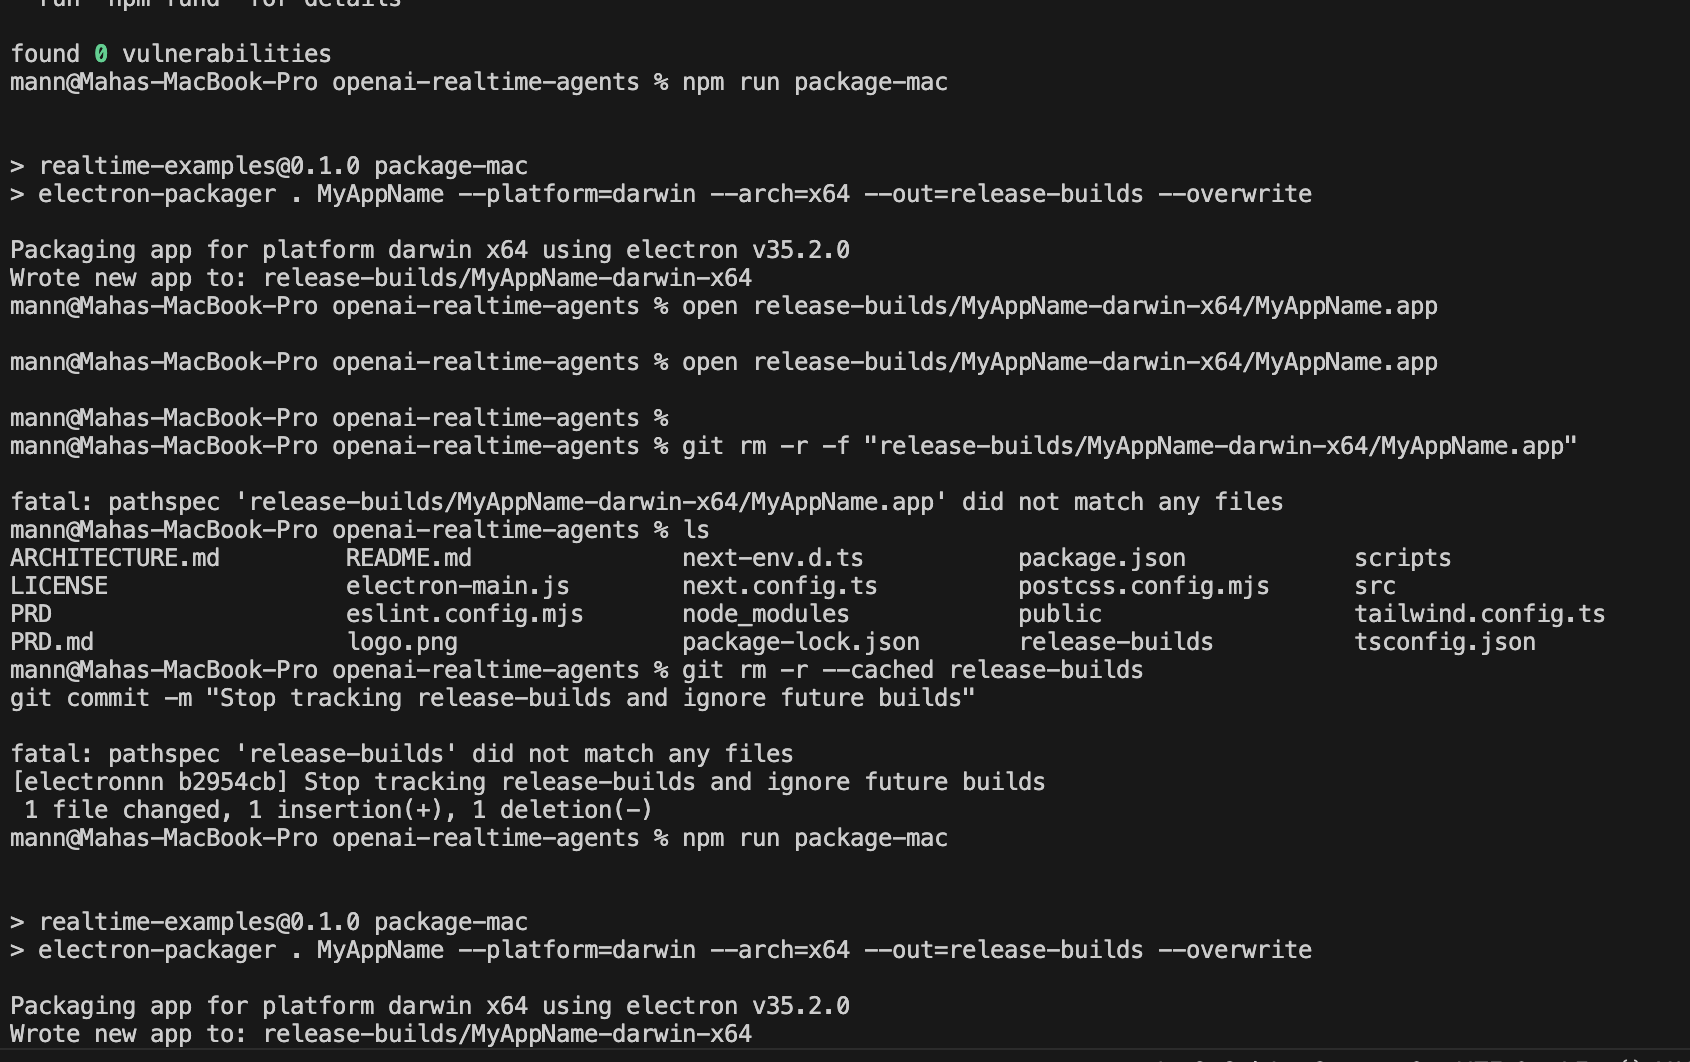 run `npm fund` for details
found 0 vulnerabilities
mann@Mahas-MacBook-Pro openai-realtime-agents % npm run package-mac
> realtime-examples@0.1.0 package-mac
> electron-packager . MyAppName --platform=darwin --arch=x64 --out=release-builds --overwrite
Packaging app for platform darwin x64 using electron v35.2.0
Wrote new app to: release-builds/MyAppName-darwin-x64
mann@Mahas-MacBook-Pro openai-realtime-agents % open release-builds/MyAppName-darwin-x64/MyAppName.app
mann@Mahas-MacBook-Pro openai-realtime-agents % open release-builds/MyAppName-darwin-x64/MyAppName.app
mann@Mahas-MacBook-Pro openai-realtime-agents %
mann@Mahas-MacBook-Pro openai-realtime-agents % git rm -r -f "release-builds/MyAppName-darwin-x64/MyAppName.app"
fatal: pathspec 'release-builds/MyAppName-darwin-x64/MyAppName.app' did not match any files
mann@Mahas-MacBook-Pro openai-realtime-agents % ls
ARCHITECTURE.md README.md next-env.d.ts package.json scripts
LICENSE electron-main.js next.config.ts postcss.config.mjs src
PRD eslint.config.mjs node_modules public tailwind.config.ts
PRD.md logo.png package-lock.json release-builds tsconfig.json
mann@Mahas-MacBook-Pro openai-realtime-agents % git rm -r --cached release-builds
git commit -m "Stop tracking release-builds and ignore future builds"
fatal: pathspec 'release-builds' did not match any files
[electronnn b2954cb] Stop tracking release-builds and ignore future builds
1 file changed, 1 insertion(+), 1 deletion(-)
mann@Mahas-MacBook-Pro openai-realtime-agents % npm run package-mac
> realtime-examples@0.1.0 package-mac
> electron-packager . MyAppName --platform=darwin --arch=x64 --out=release-builds --overwrite
Packaging app for platform darwin x64 using electron v35.2.0
Wrote new app to: release-builds/MyAppName-darwin-x64